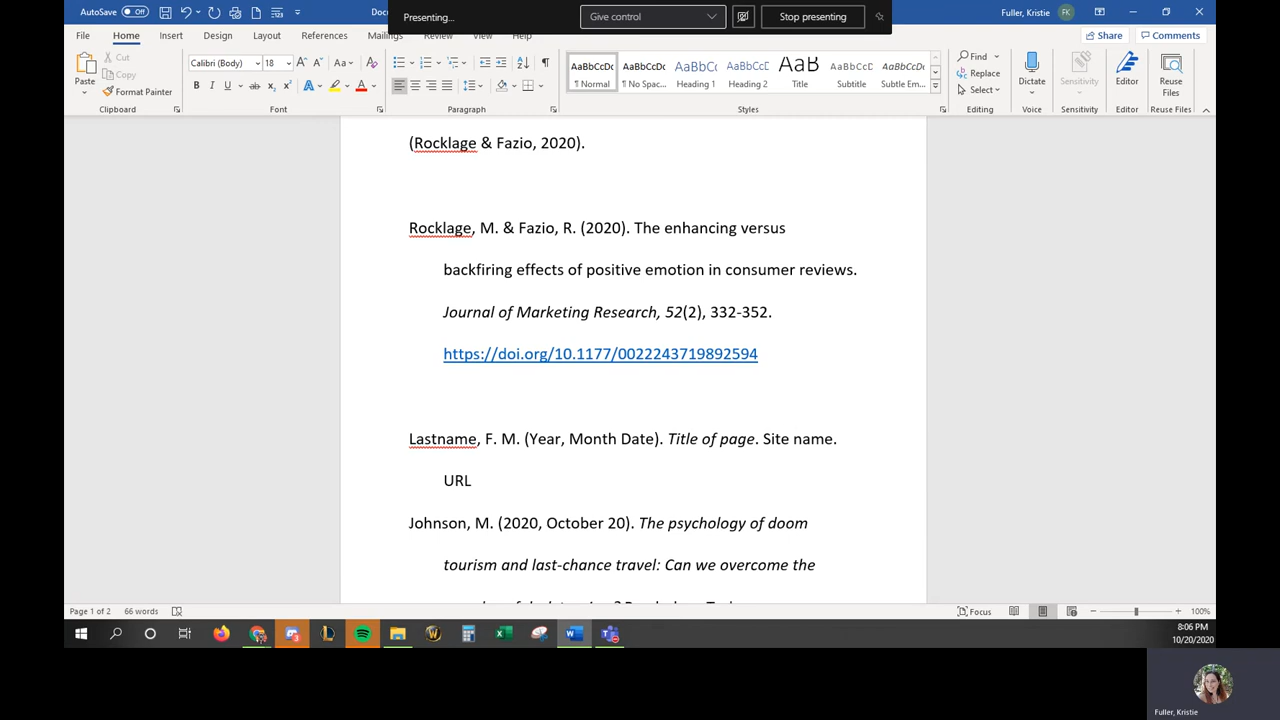 AutoSave Off Docu Presenting... Give control Stop presenting Fuller, Kristie FK
File Home Insert Design Layout References Mailings Review View Help Share Comments
Paste Cut Copy Format Painter
Calibri (Body) 18 Aa
AaBbCcDc AaBbCcDc AaBbCc AaBbCcD AaB AaBbCcD AaBbCcDc
¶ Normal ¶ No Spac... Heading 1 Heading 2 Title Subtitle Subtle Em...
Find Replace Select Dictate Sensitivity Editor Reuse Files
Clipboard Font Paragraph Styles Editing Voice Sensitivity Editor Reuse Files
(Rocklage & Fazio, 2020).
Rocklage, M. & Fazio, R. (2020). The enhancing versus
backfiring effects of positive emotion in consumer reviews.
Journal of Marketing Research, 52(2), 332-352.
https://doi.org/10.1177/0022243719892594
Lastname, F. M. (Year, Month Date). Title of page. Site name.
URL
Johnson, M. (2020, October 20). The psychology of doom
tourism and last-chance travel: Can we overcome the
Page 1 of 2 66 words Focus 100%
8:06 PM
10/20/2020
Fuller, Kristie